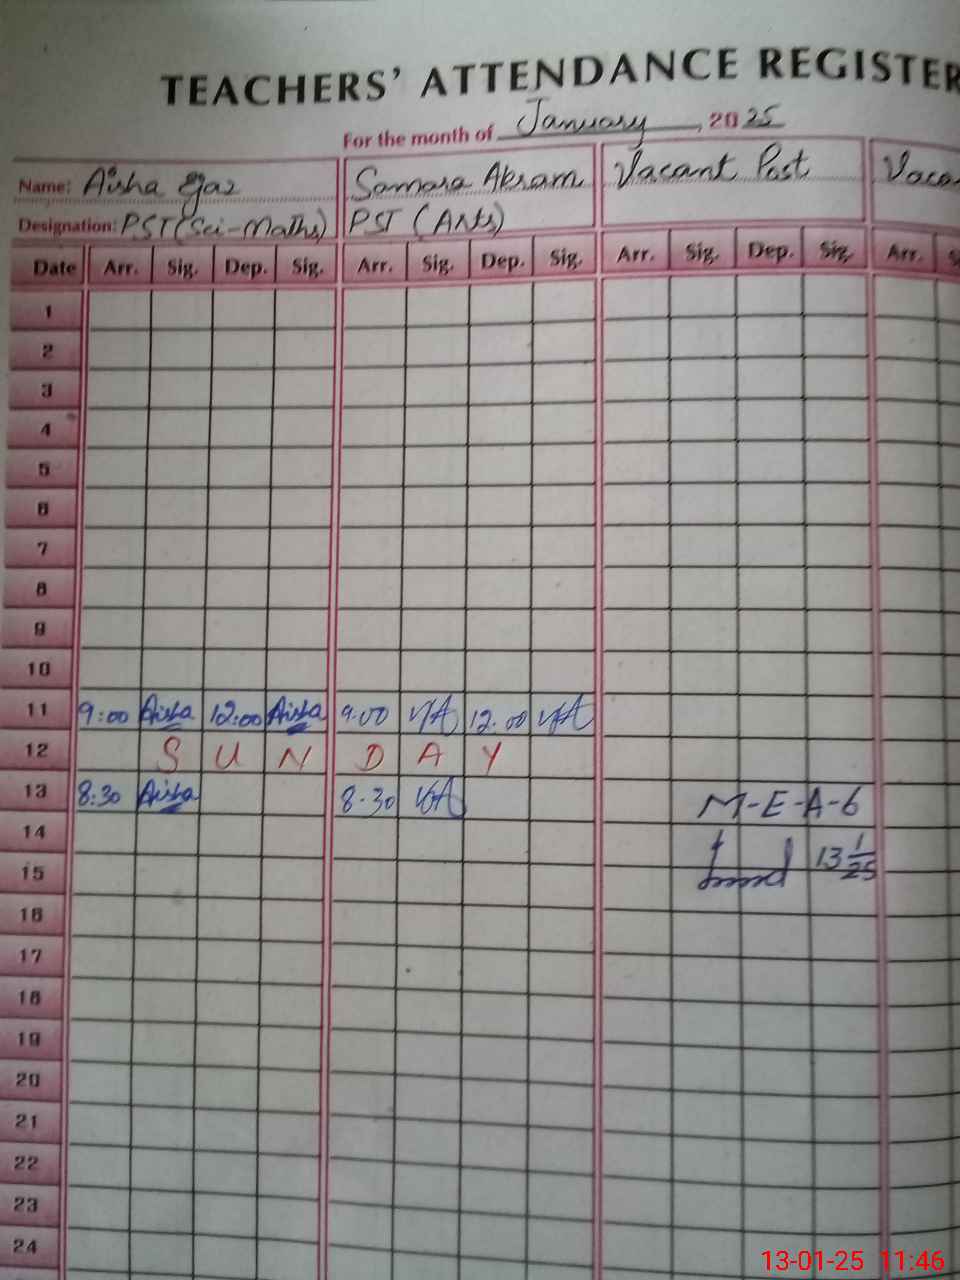 TEACHERS' ATTENDANCE REGISTER
For the month of January, 2025
Name: Aisha Ejaz Samara Akram Vacant Post
Designation: PST (Sci-Maths) PST (Arts)
Date Arr. Sig. Dep. Sig. Arr. Sig. Dep. Sig. Arr. Sig. Dep. Sig. Arr.
1
2
3
4
5
6
7
8
9
10
11 9:00 Aisha 12:00 Aisha 9.00 12.00
12 S U N D A Y
13 8:30 Aisha 8-30 M-E-A-6
14
15 13 1/25
16
17
18
19
20
21
22
23
24
13-01-25 11:46